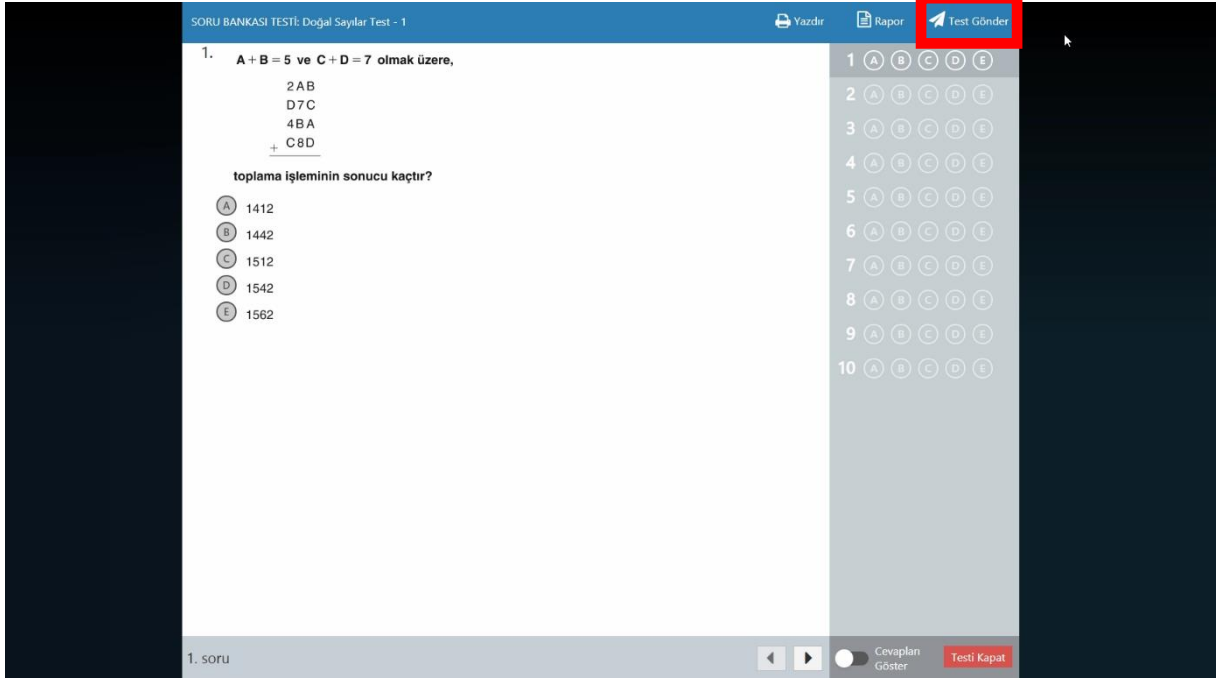 SORU BANKASI TESTİ: Doğal Sayılar Test - 1
Yazdır
Rapor
Test Gönder
1.
A + B = 5 ve C + D = 7 olmak üzere,
2AB
D7C
4BA
+ C8D
toplama işleminin sonucu kaçtır?
A 1412
B 1442
C 1512
D 1542
E 1562
1 A B C D E
2 A B C D E
3 A B C D E
4 A B C D E
5 A B C D E
6 A B C D E
7 A B C D E
8 A B C D E
9 A B C D E
10 A B C D E
1. soru
Cevapları
Göster
Testi Kapat